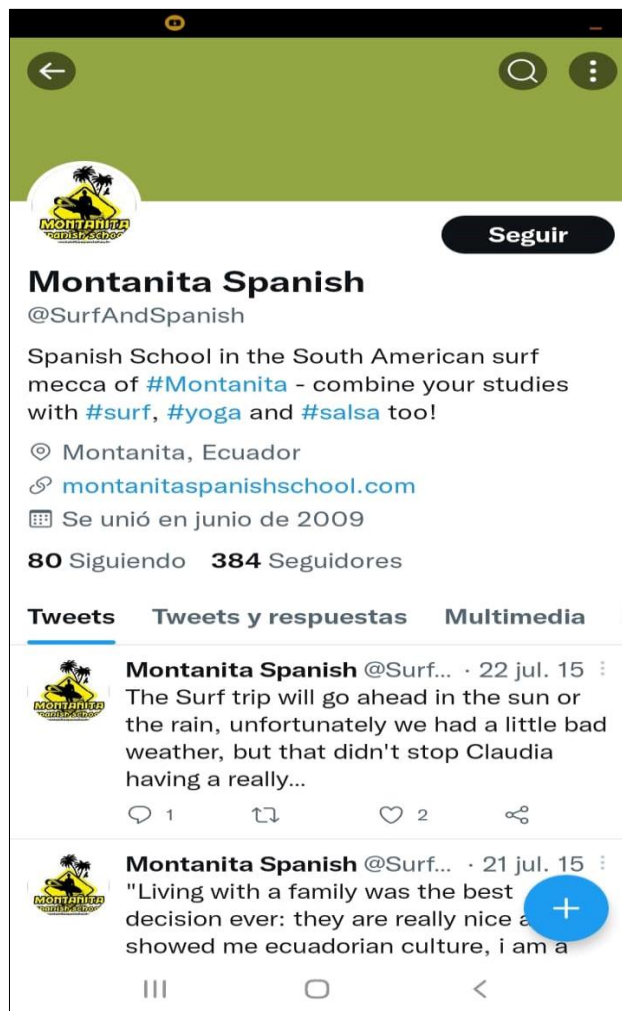 MONTAÑITA
Spanish School
Seguir
Montanita Spanish
@SurfAndSpanish
Spanish School in the South American surf
mecca of #Montanita - combine your studies
with #surf, #yoga and #salsa too!
Montanita, Ecuador
montanitaspanishschool.com
Se unió en junio de 2009
80 Siguiendo 384 Seguidores
Tweets Tweets y respuestas Multimedia
MONTAÑITA
Montanita Spanish @Surf... · 22 jul. 15
The Surf trip will go ahead in the sun or
the rain, unfortunately we had a little bad
weather, but that didn't stop Claudia
having a really...
1 2
MONTAÑITA
Montanita Spanish @Surf... · 21 jul. 15
"Living with a family was the best
decision ever: they are really nice a
showed me ecuadorian culture, i am a